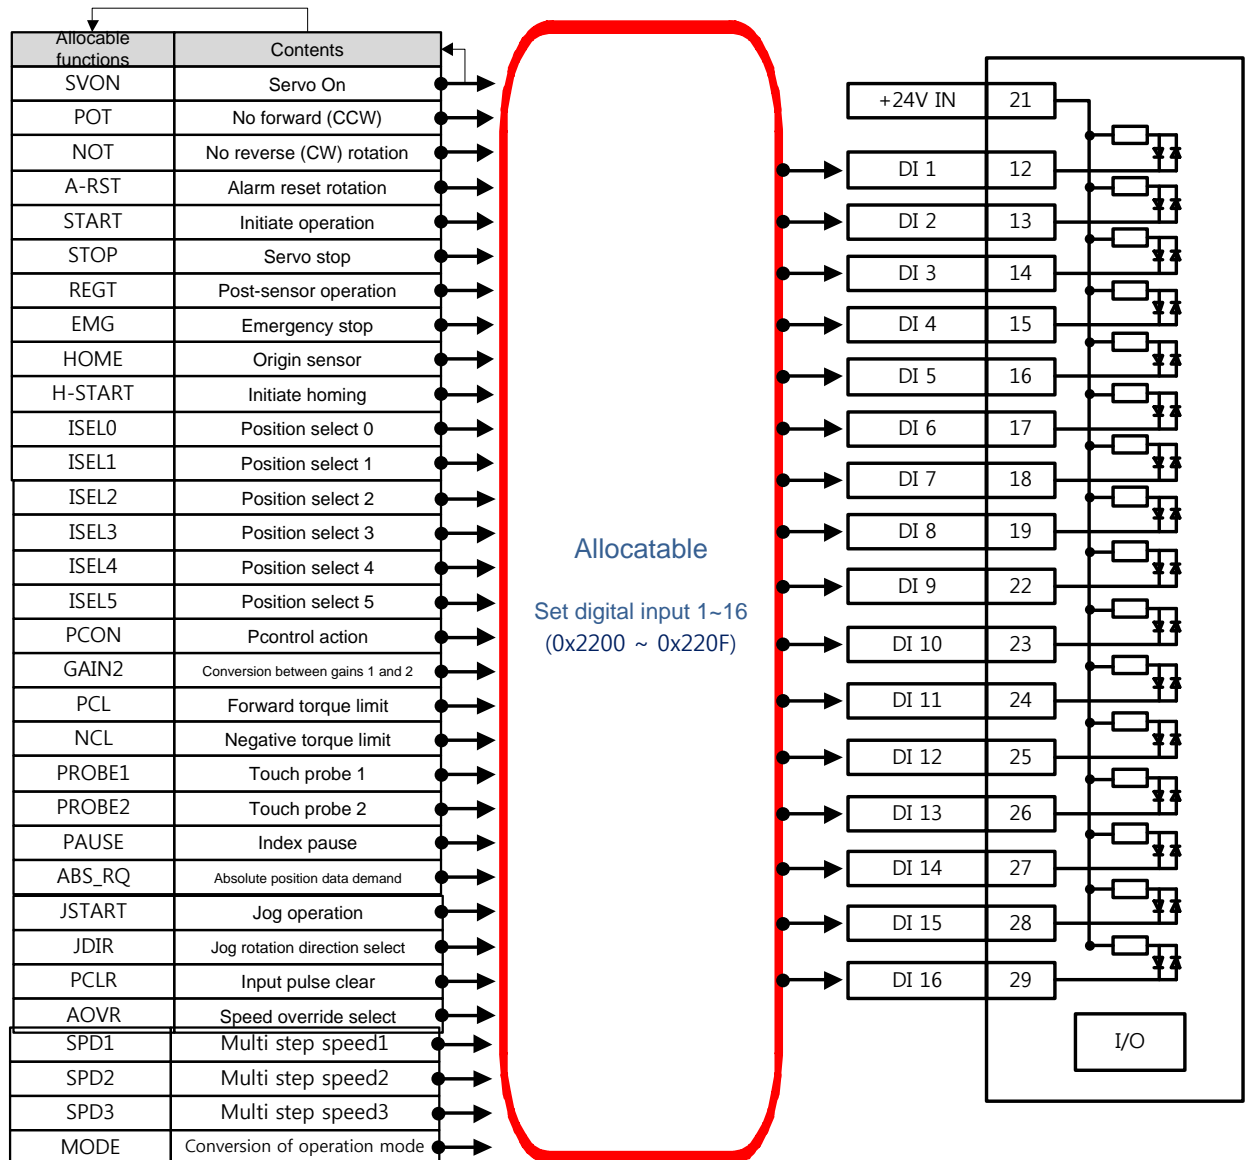 Allocable functions Contents
SVON Servo On
POT No forward (CCW)
NOT No reverse (CW) rotation
A-RST Alarm reset rotation
START Initiate operation
STOP Servo stop
REGT Post-sensor operation
EMG Emergency stop
HOME Origin sensor
H-START Initiate homing
ISEL0 Position select 0
ISEL1 Position select 1
ISEL2 Position select 2
ISEL3 Position select 3
ISEL4 Position select 4
ISEL5 Position select 5
PCON Pcontrol action
GAIN2 Conversion between gains 1 and 2
PCL Forward torque limit
NCL Negative torque limit
PROBE1 Touch probe 1
PROBE2 Touch probe 2
PAUSE Index pause
ABS_RQ Absolute position data demand
JSTART Jog operation
JDIR Jog rotation direction select
PCLR Input pulse clear
AOVR Speed override select
SPD1 Multi step speed1
SPD2 Multi step speed2
SPD3 Multi step speed3
MODE Conversion of operation mode
Allocatable
Set digital input 1~16
(0x2200 ~ 0x220F)
+24V IN 21
DI 1 12
DI 2 13
DI 3 14
DI 4 15
DI 5 16
DI 6 17
DI 7 18
DI 8 19
DI 9 22
DI 10 23
DI 11 24
DI 12 25
DI 13 26
DI 14 27
DI 15 28
DI 16 29
I/O